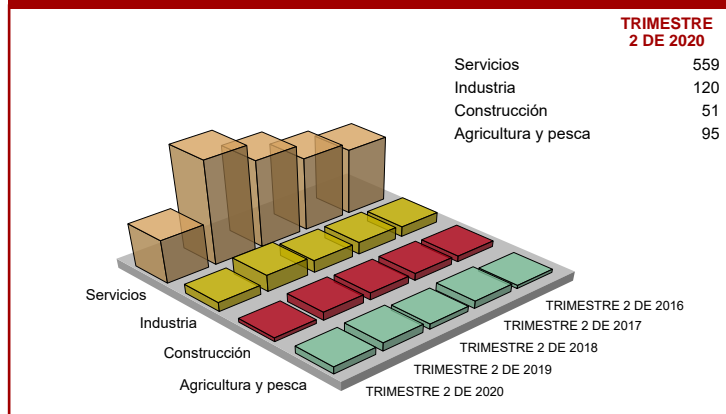 TRIMESTRE
2 DE 2020
Servicios 559
Industria 120
Construcción 51
Agricultura y pesca 95
Servicios
Industria
Construcción
Agricultura y pesca
TRIMESTRE 2 DE 2016
TRIMESTRE 2 DE 2017
TRIMESTRE 2 DE 2018
TRIMESTRE 2 DE 2019
TRIMESTRE 2 DE 2020